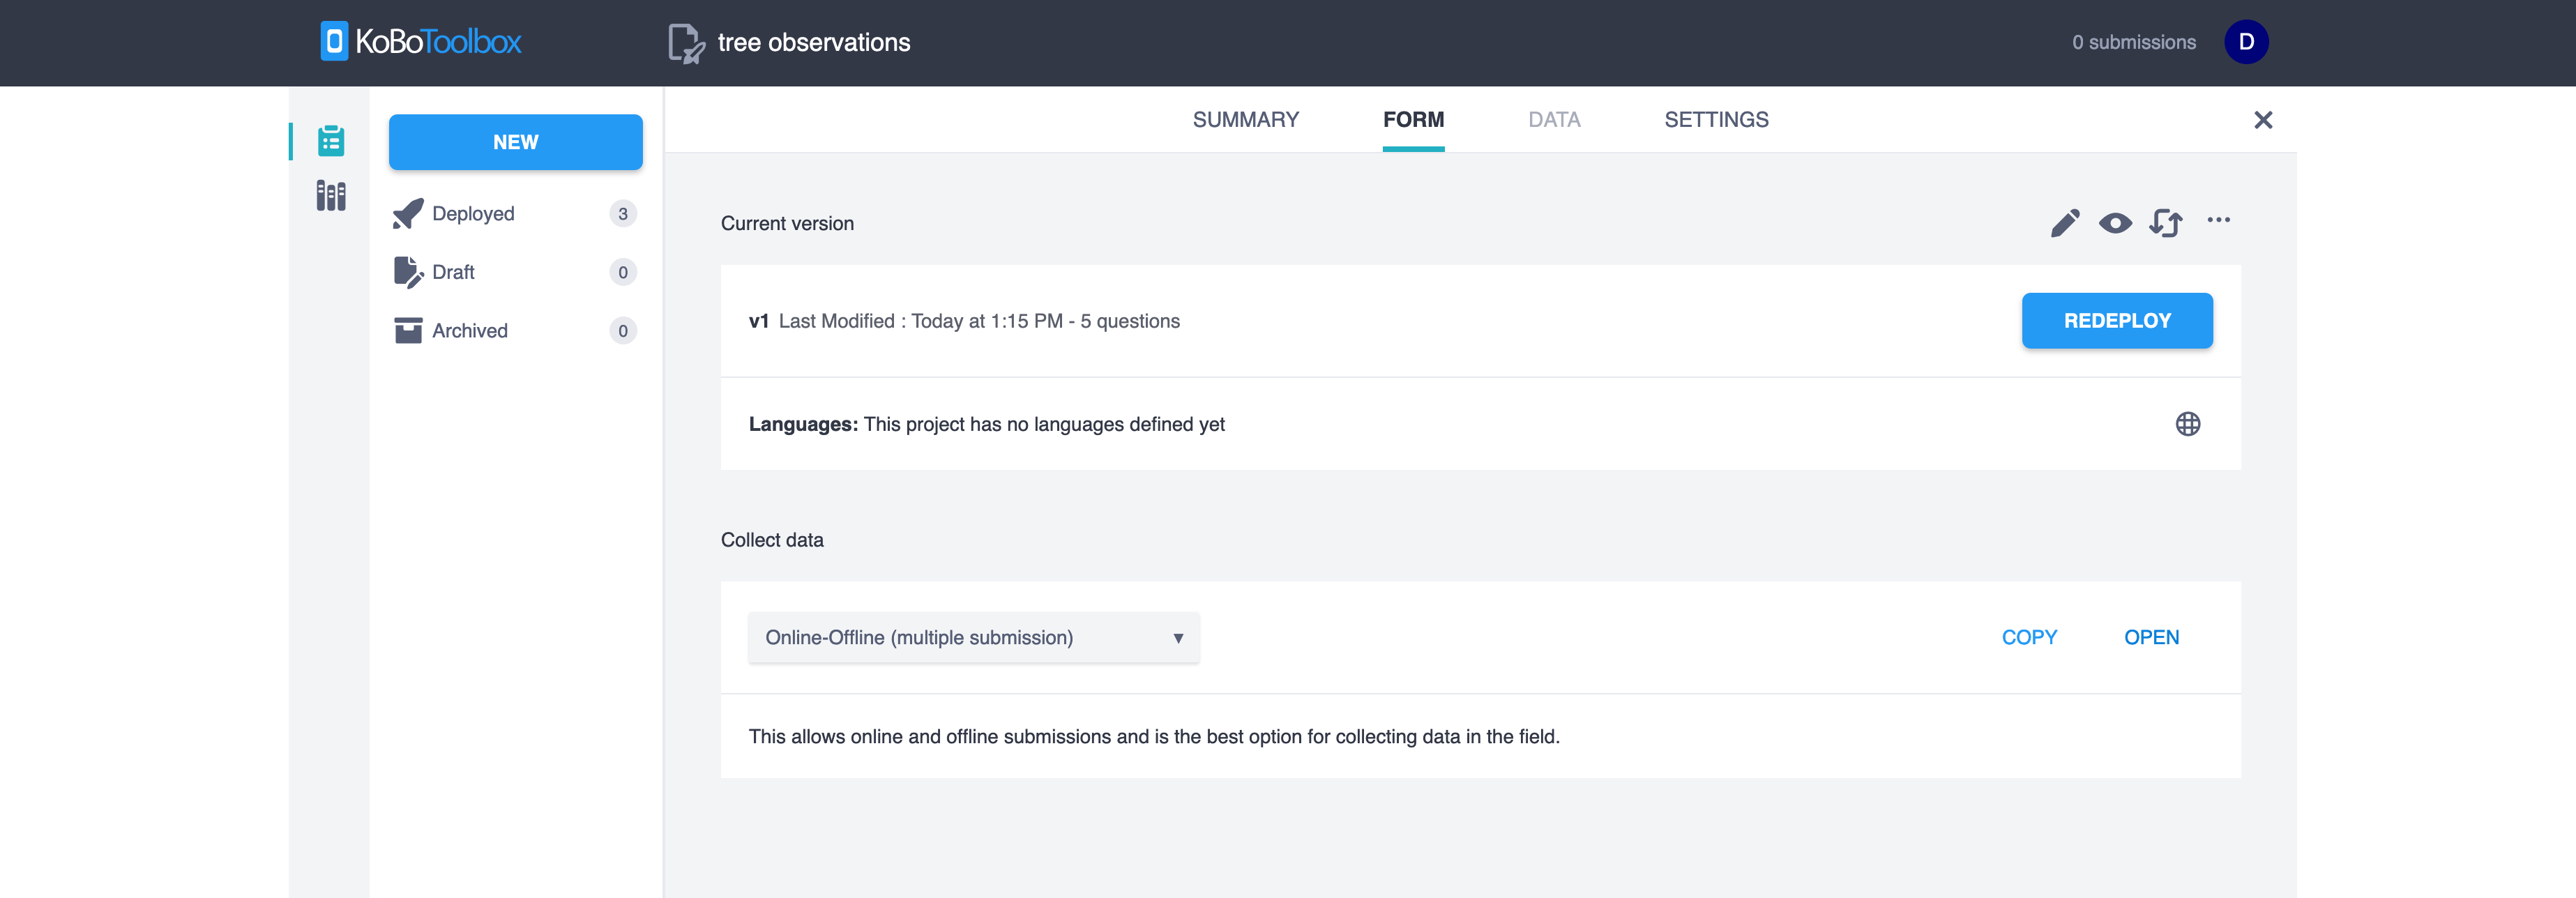 KoBoToolbox
tree observations
0 submissions
D
NEW
Deployed 3
Draft 0
Archived 0
SUMMARY FORM DATA SETTINGS
Current version
v1 Last Modified : Today at 1:15 PM - 5 questions
REDEPLOY
Languages: This project has no languages defined yet
Collect data
Online-Offline (multiple submission)
COPY OPEN
This allows online and offline submissions and is the best option for collecting data in the field.